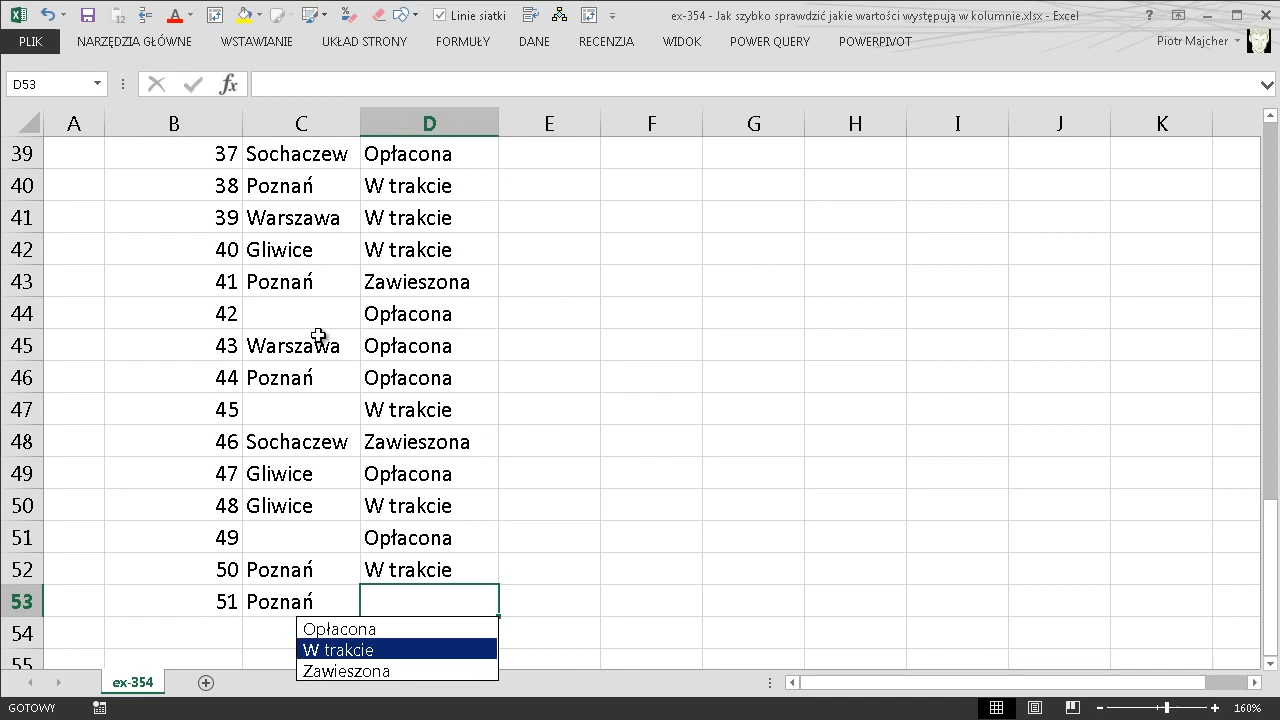 Linie siatki
ex-354 - Jak szybko sprawdzić jakie wartości występują w kolumnie.xlsx - Excel
PLIK NARZĘDZIA GŁÓWNE WSTAWIANIE UKŁAD STRONY FORMUŁY DANE RECENZJA WIDOK POWER QUERY POWERPIVOT Piotr Majcher
D53 fx
A B C D E F G H I J K
39 37 Sochaczew Opłacona
40 38 Poznań W trakcie
41 39 Warszawa W trakcie
42 40 Gliwice W trakcie
43 41 Poznań Zawieszona
44 42 Opłacona
45 43 Warszawa Opłacona
46 44 Poznań Opłacona
47 45 W trakcie
48 46 Sochaczew Zawieszona
49 47 Gliwice Opłacona
50 48 Gliwice W trakcie
51 49 Opłacona
52 50 Poznań W trakcie
53 51 Poznań
54 Opłacona
W trakcie
55 Zawieszona
ex-354
GOTOWY 160%